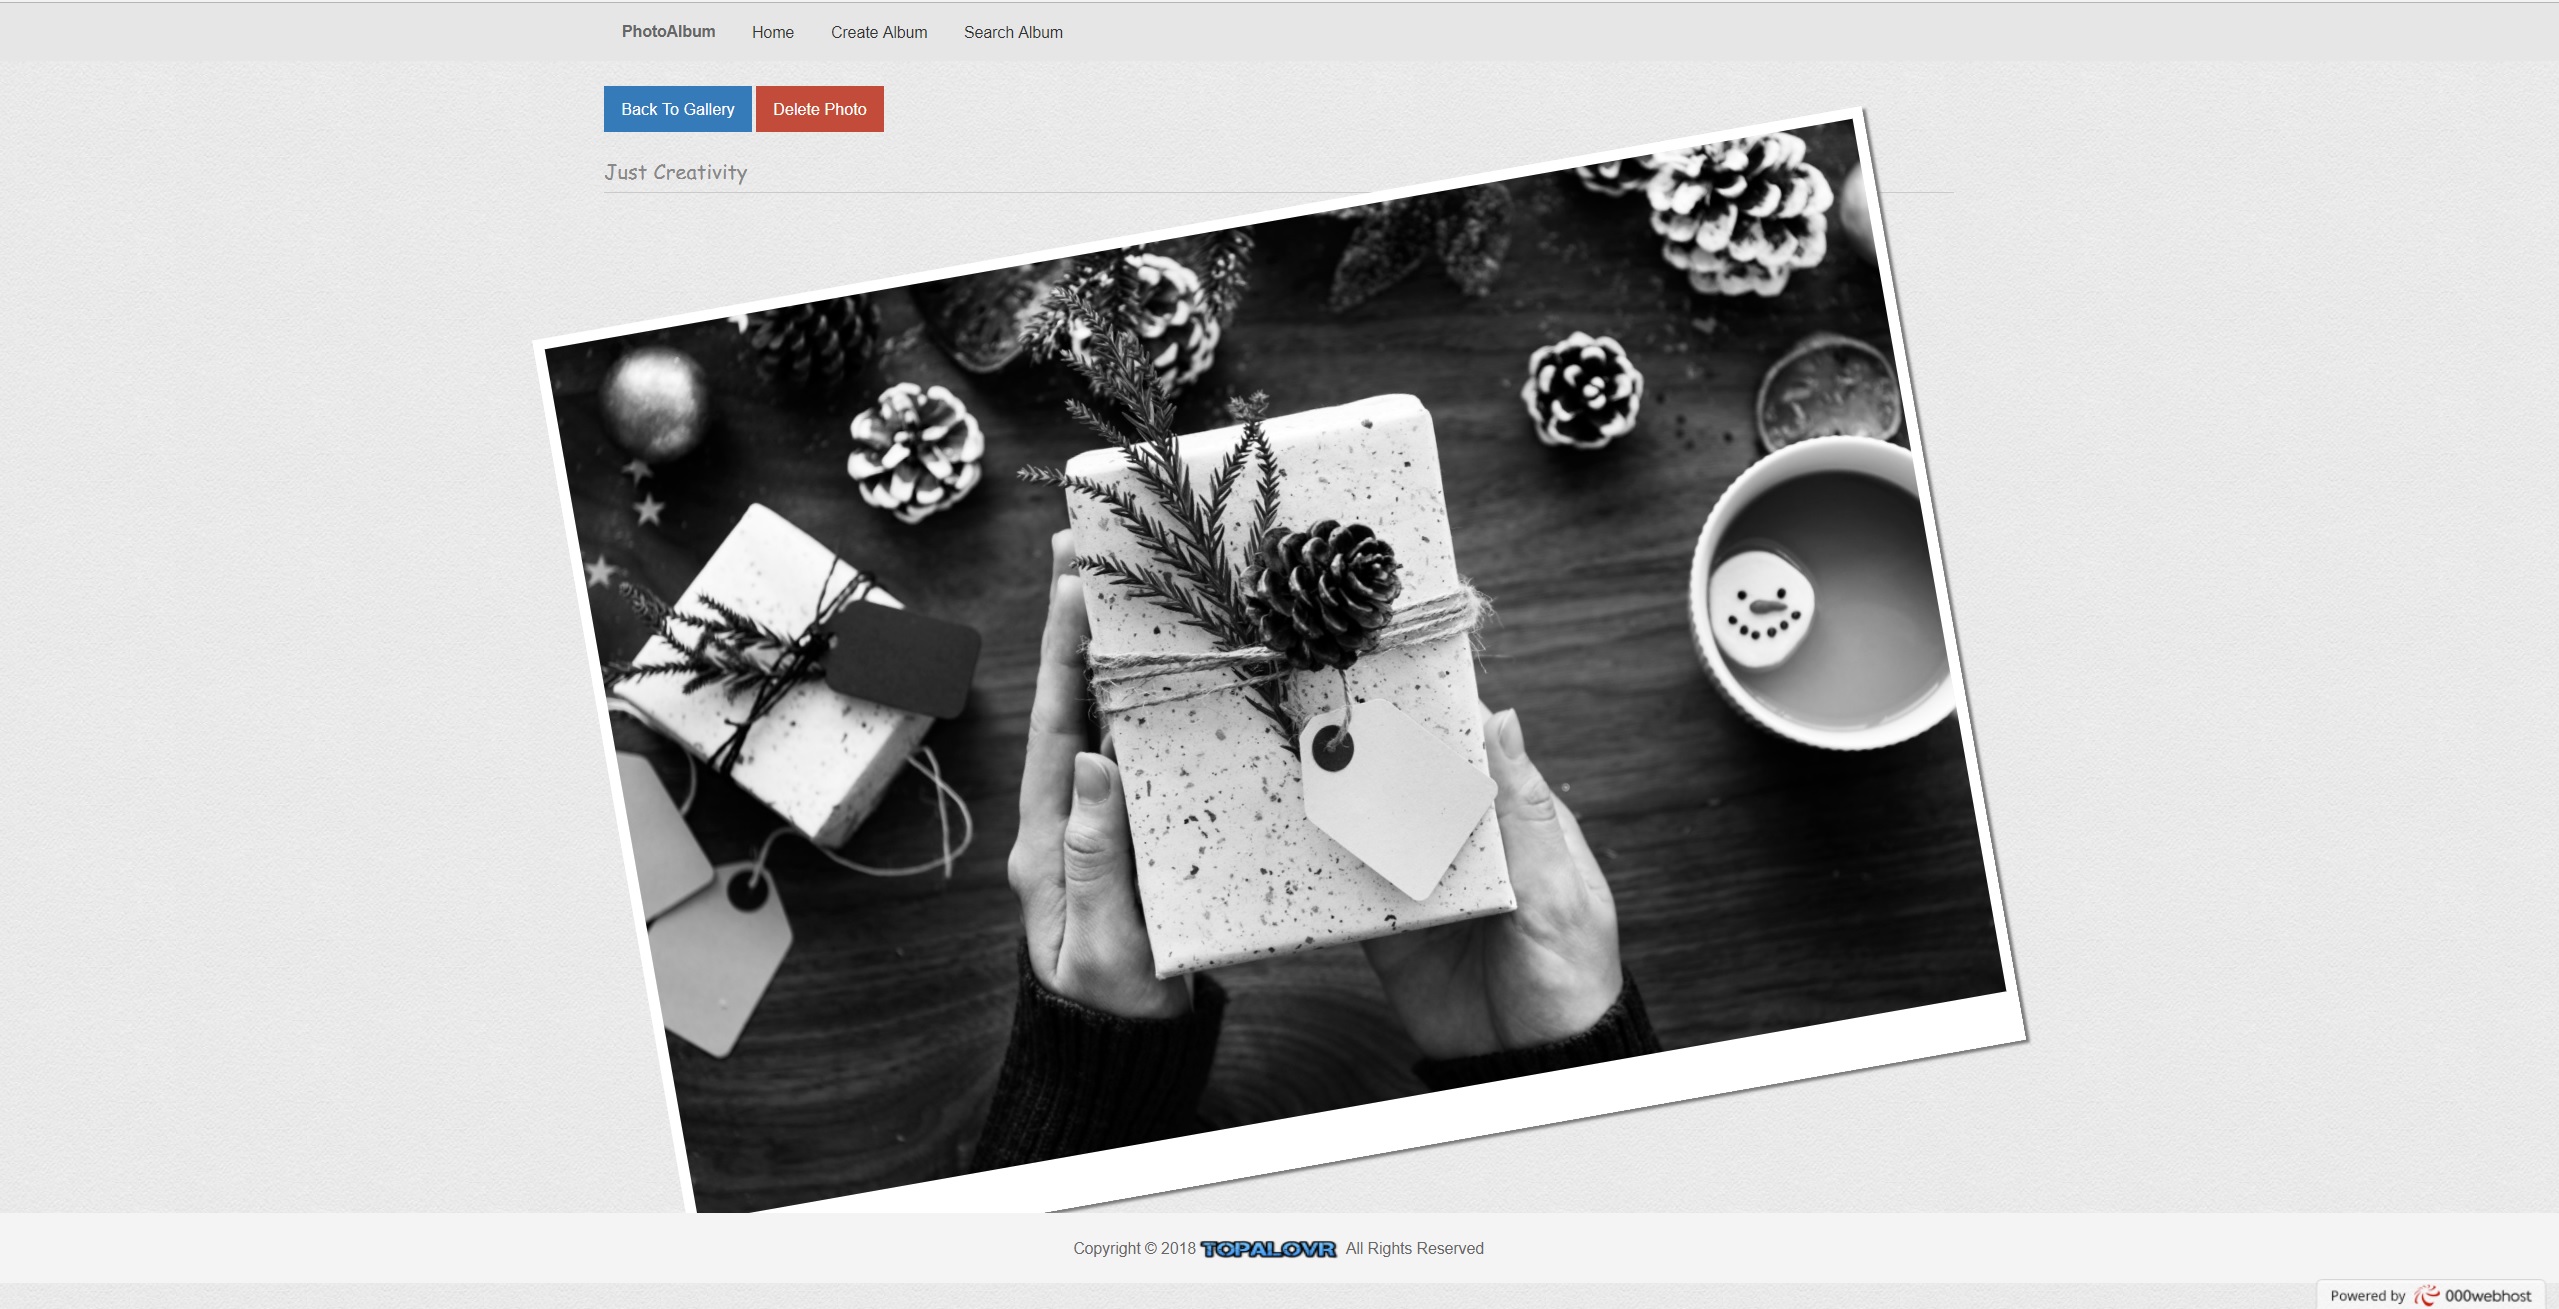 PhotoAlbum Home Create Album Search Album
Back To Gallery Delete Photo
Just Creativity
Copyright © 2018 TOPALOVR All Rights Reserved
Powered by 000webhost